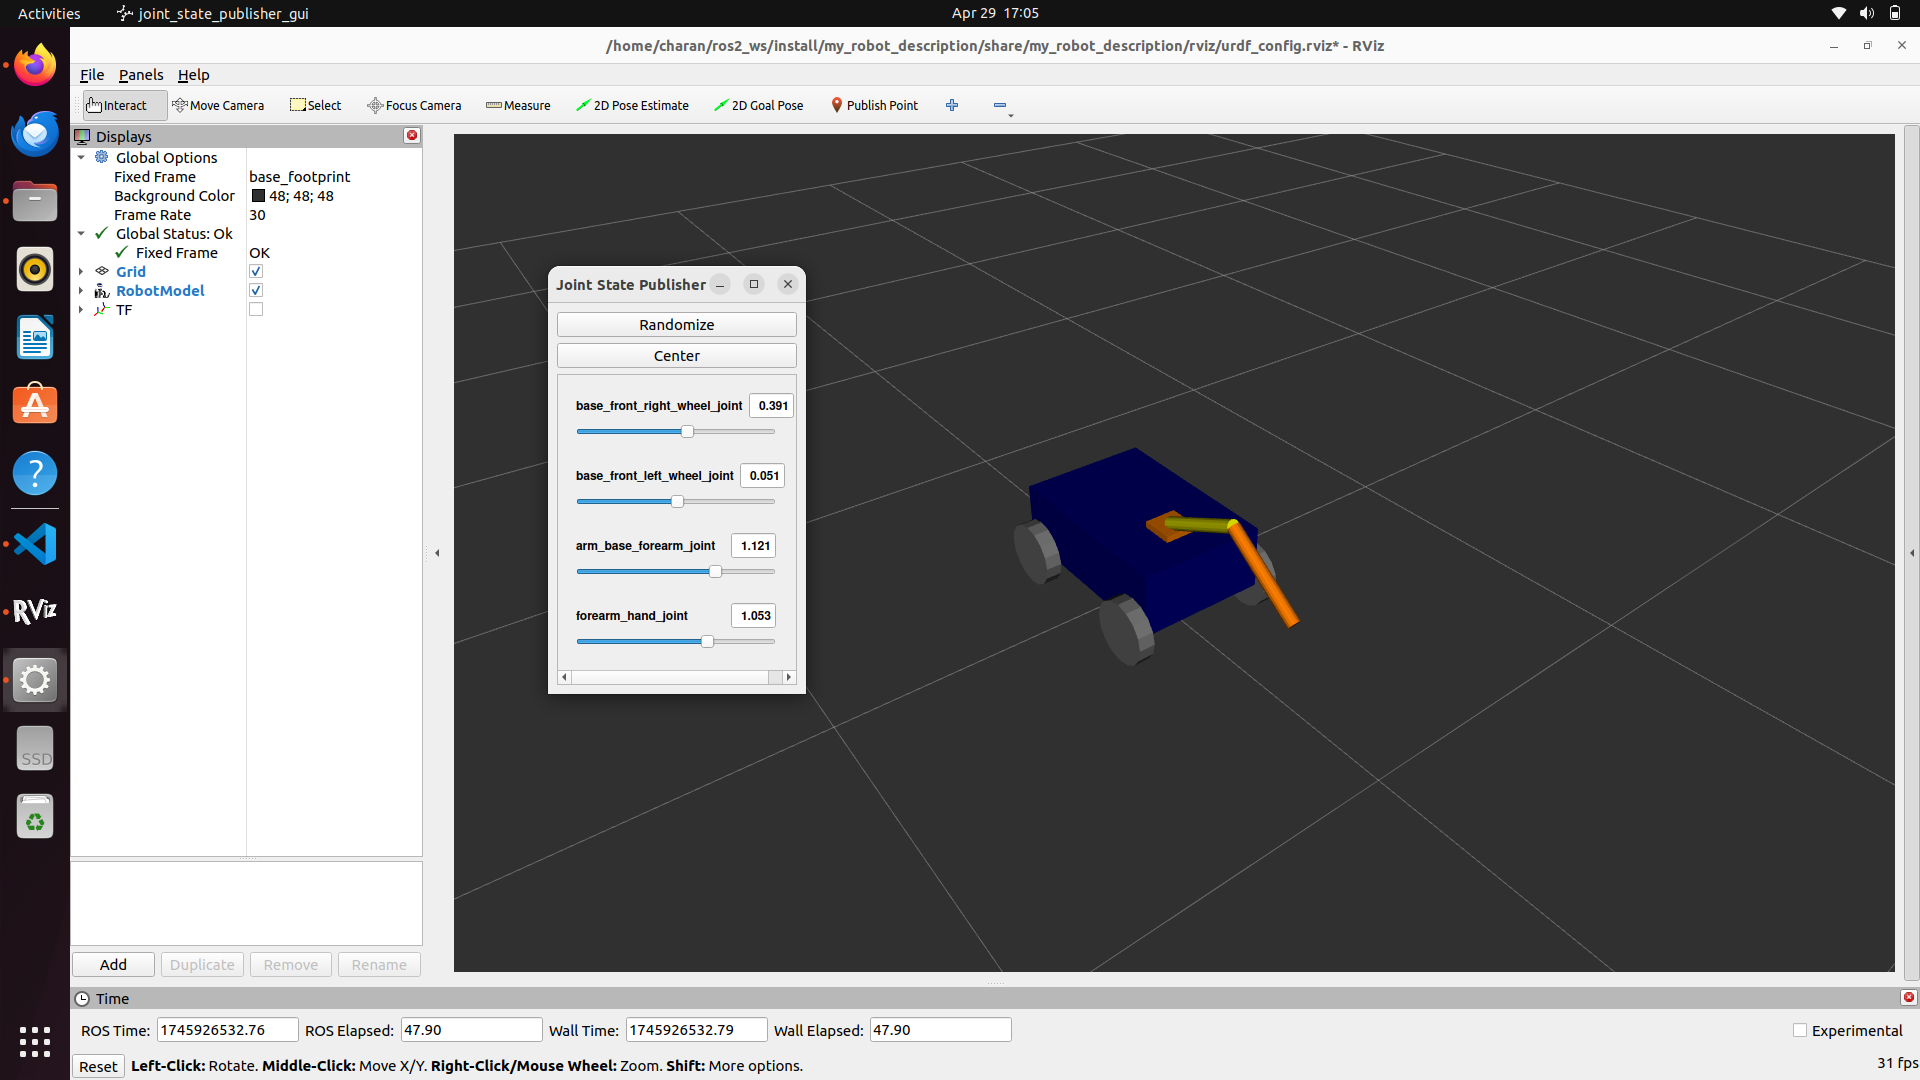 Activities joint_state_publisher_gui Apr 29 17:05
/home/charan/ros2_ws/install/my_robot_description/share/my_robot_description/rviz/urdf_config.rviz* - RViz
File Panels Help
Interact Move Camera Select Focus Camera Measure 2D Pose Estimate 2D Goal Pose Publish Point
Displays
Global Options
Fixed Frame base_footprint
Background Color 48; 48; 48
Frame Rate 30
Global Status: Ok
Fixed Frame OK
Grid
RobotModel
TF
Joint State Publisher
Randomize
Center
base_front_right_wheel_joint 0.391
base_front_left_wheel_joint 0.051
arm_base_forearm_joint 1.121
forearm_hand_joint 1.053
RViz
SSD
Add Duplicate Remove Rename
Time
ROS Time: 1745926532.76 ROS Elapsed: 47.90 Wall Time: 1745926532.79 Wall Elapsed: 47.90 Experimental
Reset Left-Click: Rotate. Middle-Click: Move X/Y. Right-Click/Mouse Wheel: Zoom. Shift: More options. 31 fps